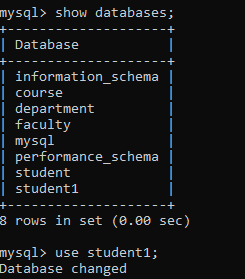 mysql> show databases;
+--------------------+
| Database           |
+--------------------+
| information_schema |
| course             |
| department         |
| faculty            |
| mysql              |
| performance_schema |
| student            |
| student1           |
+--------------------+
8 rows in set (0.00 sec)
mysql> use student1;
Database changed